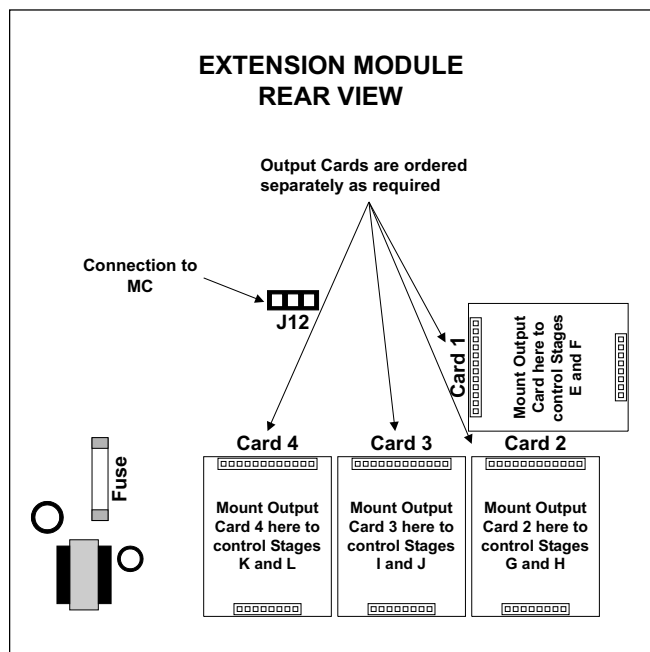 EXTENSION MODULE
REAR VIEW
Output Cards are ordered
separately as required
Connection to
MC
J12
Card 1
Mount Output
Card here to
control Stages
E and F
Card 4
Card 3
Card 2
Fuse
Mount Output
Card 4 here to
control Stages
K and L
Mount Output
Card 3 here to
control Stages
I and J
Mount Output
Card 2 here to
control Stages
G and H